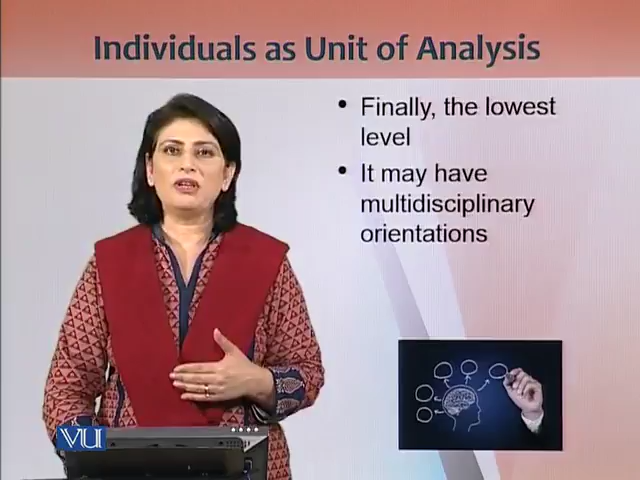 Individuals as Unit of Analysis
• Finally, the lowest
level
• It may have
multidisciplinary
orientations
VU